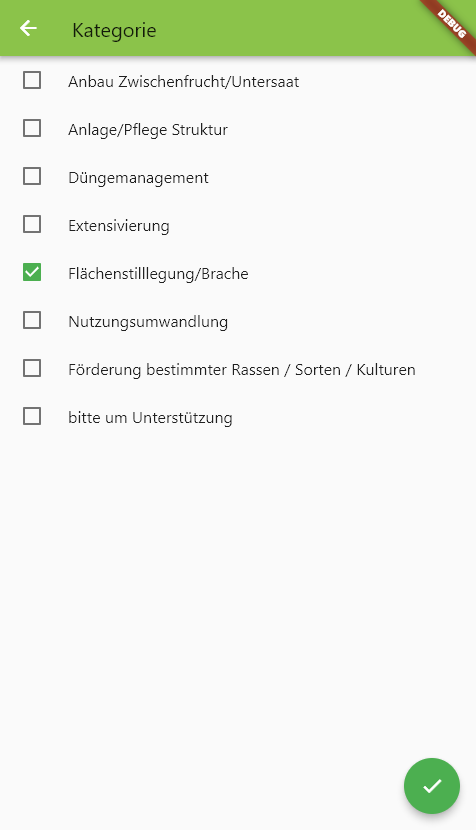 Kategorie
DEBUG
Anbau Zwischenfrucht/Untersaat
Anlage/Pflege Struktur
Düngemanagement
Extensivierung
Flächenstilllegung/Brache
Nutzungsumwandlung
Förderung bestimmter Rassen / Sorten / Kulturen
bitte um Unterstützung